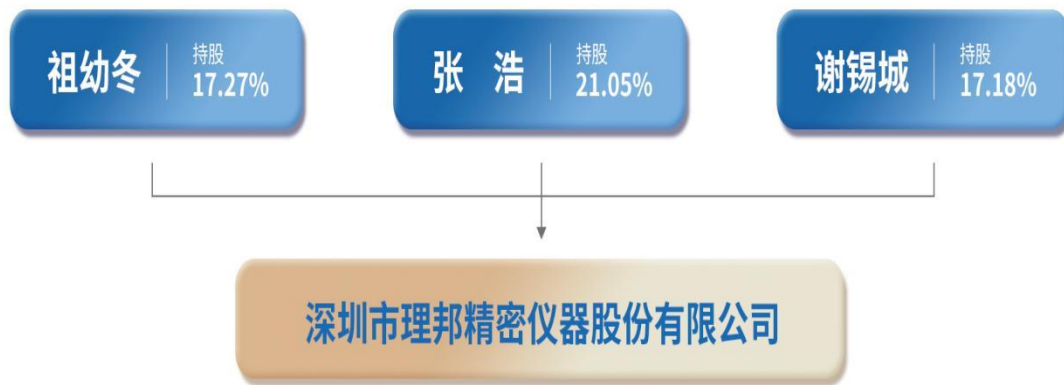 祖幼冬
持股
17.27%
张 浩
持股
21.05%
谢锡城
持股
17.18%
深圳市理邦精密仪器股份有限公司